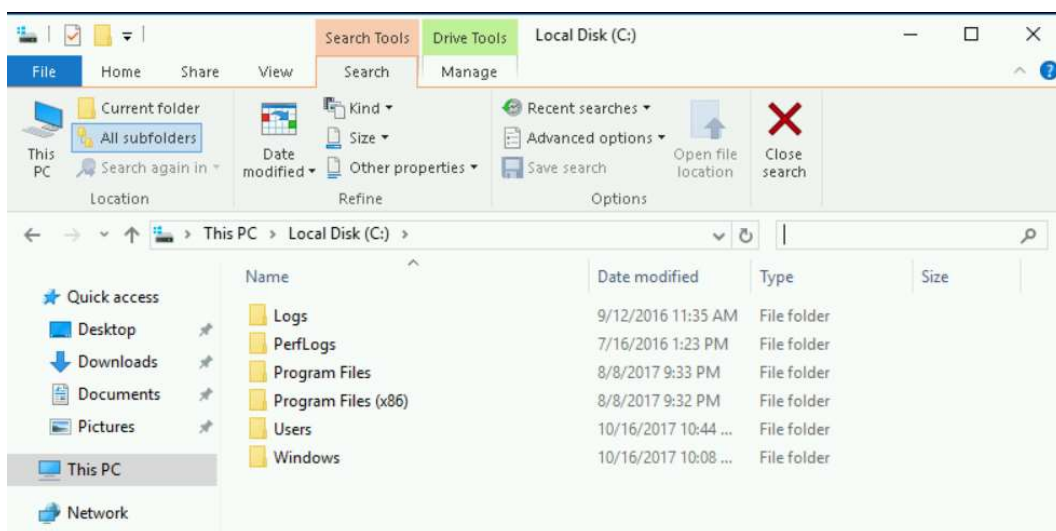 Search Tools Drive Tools Local Disk (C:)
File Home Share View Search Manage
This PC
Current folder
All subfolders
Search again in
Location
Date modified
Kind
Size
Other properties
Refine
Recent searches
Advanced options
Save search
Open file location
Options
Close search
This PC > Local Disk (C:) >
Quick access
Desktop
Downloads
Documents
Pictures
This PC
Network
Name Date modified Type Size
Logs 9/12/2016 11:35 AM File folder
PerfLogs 7/16/2016 1:23 PM File folder
Program Files 8/8/2017 9:33 PM File folder
Program Files (x86) 8/8/2017 9:32 PM File folder
Users 10/16/2017 10:44 ... File folder
Windows 10/16/2017 10:08 ... File folder